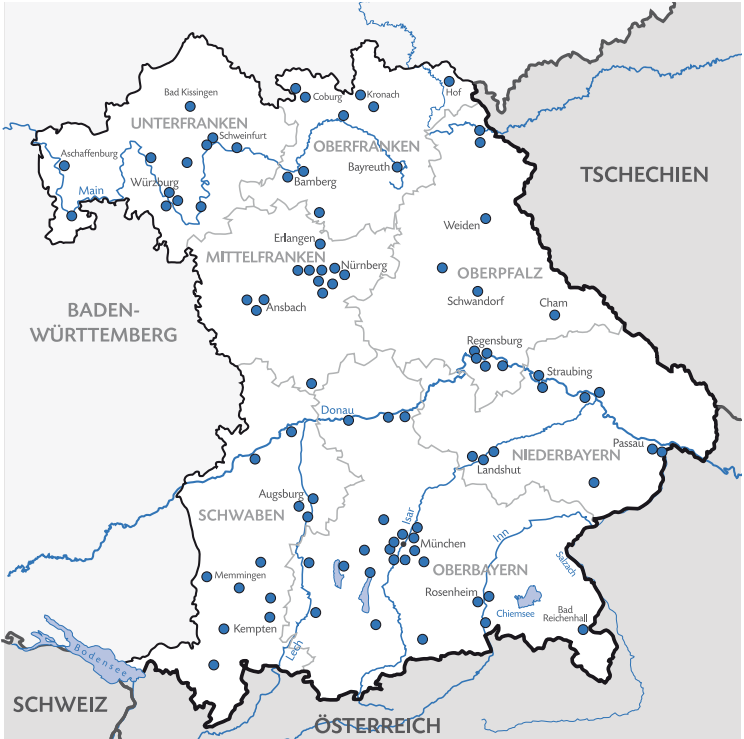 Hof
Bad Kissingen
Coburg
Kronach
UNTERFRANKEN
Schweinfurt
OBERFRANKEN
Aschaffenburg
Bayreuth
TSCHECHIEN
Main
Würzburg
Bamberg
Weiden
Erlangen
MITTELFRANKEN
Nürnberg
OBERPFALZ
Schwandorf
Cham
Ansbach
BADEN-
WÜRTTEMBERG
Regensburg
Straubing
Donau
Passau
NIEDERBAYERN
Landshut
Augsburg
SCHWABEN
Isar
Inn
München
Salzach
OBERBAYERN
Memmingen
Rosenheim
Chiemsee
Bad
Reichenhall
Kempten
Lech
Bodensee
SCHWEIZ
ÖSTERREICH